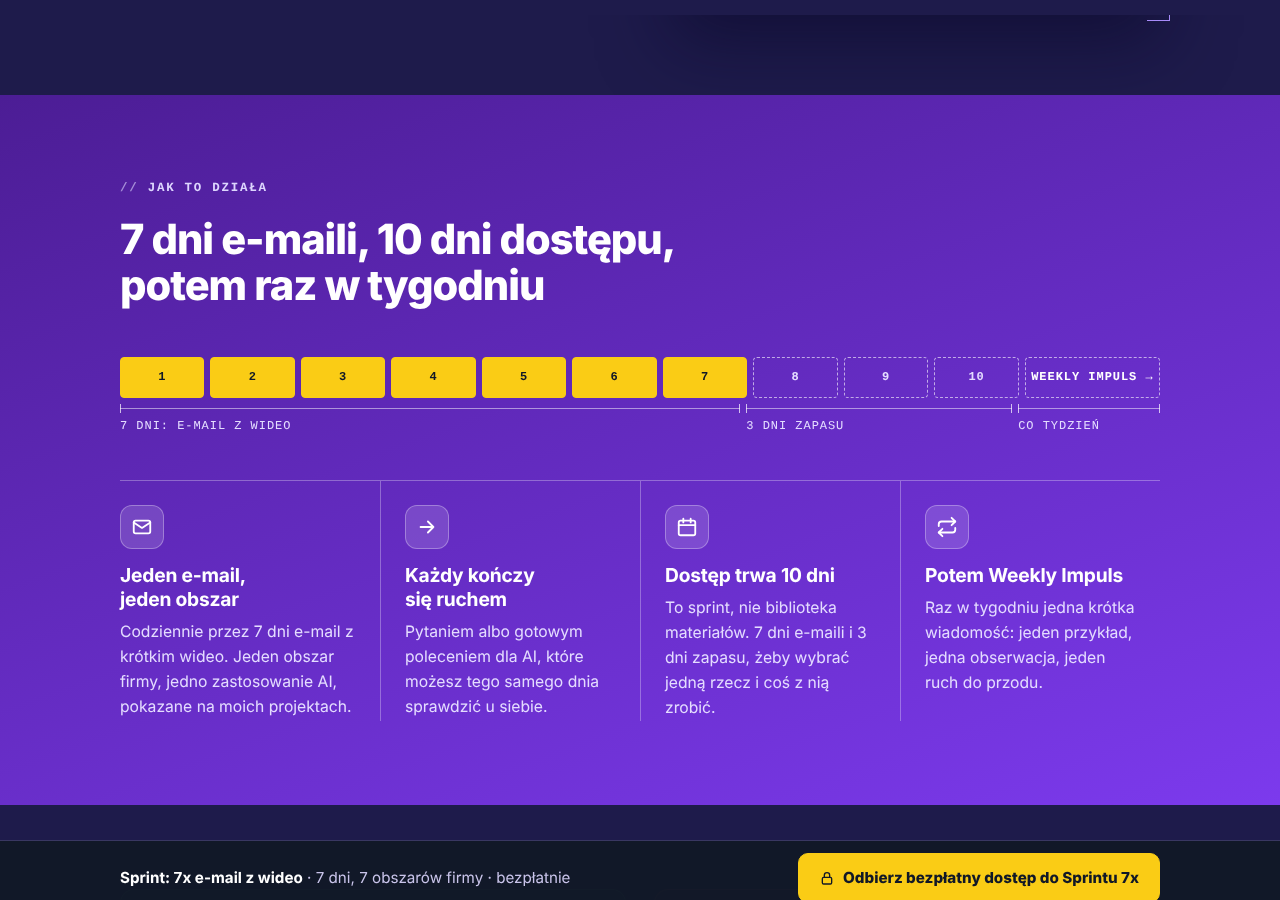 // JAK TO DZIAŁA
7 dni e-maili, 10 dni dostępu,
potem raz w tygodniu
1 2 3 4 5 6 7 8 9 10 WEEKLY IMPULS →
7 DNI: E-MAIL Z WIDEO 3 DNI ZAPASU CO TYDZIEŃ
Jeden e-mail,
jeden obszar
Codziennie przez 7 dni e-mail z
krótkim wideo. Jeden obszar
firmy, jedno zastosowanie AI,
pokazane na moich projektach.
Każdy kończy
się ruchem
Pytaniem albo gotowym
poleceniem dla AI, które
możesz tego samego dnia
sprawdzić u siebie.
Dostęp trwa 10 dni
To sprint, nie biblioteka
materiałów. 7 dni e-maili i 3
dni zapasu, żeby wybrać
jedną rzecz i coś z nią
zrobić.
Potem Weekly Impuls
Raz w tygodniu jedna krótka
wiadomość: jeden przykład,
jedna obserwacja, jeden
ruch do przodu.
Sprint: 7x e-mail z wideo · 7 dni, 7 obszarów firmy · bezpłatnie
Odbierz bezpłatny dostęp do Sprintu 7x